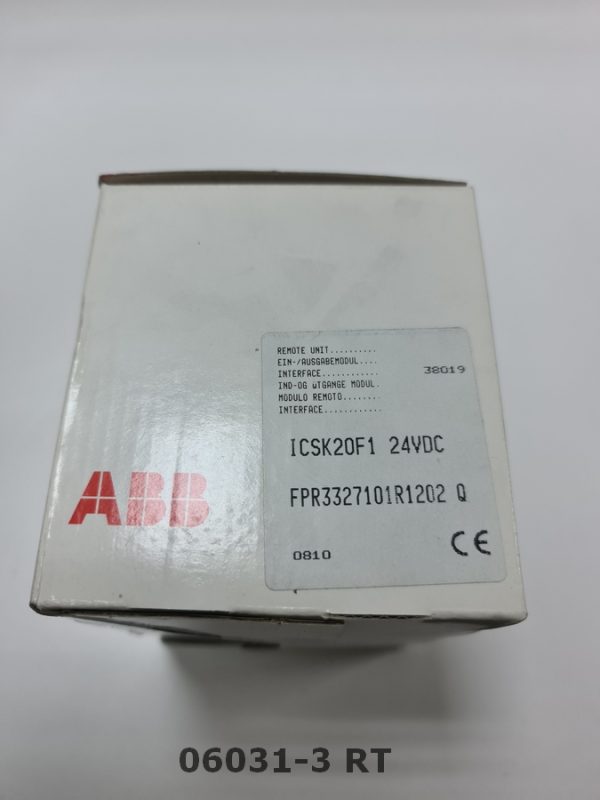 REMOTE UNIT..........
EIN-/AUSGABEMODUL....
INTERFACE............
IND-OG uTGANGE MODUL.
MODULO REMOTO........
INTERFACE............
38019
ICSK20F1 24VDC
FPR3327101R1202 Q
0810
CE
ABB
06031-3 RT